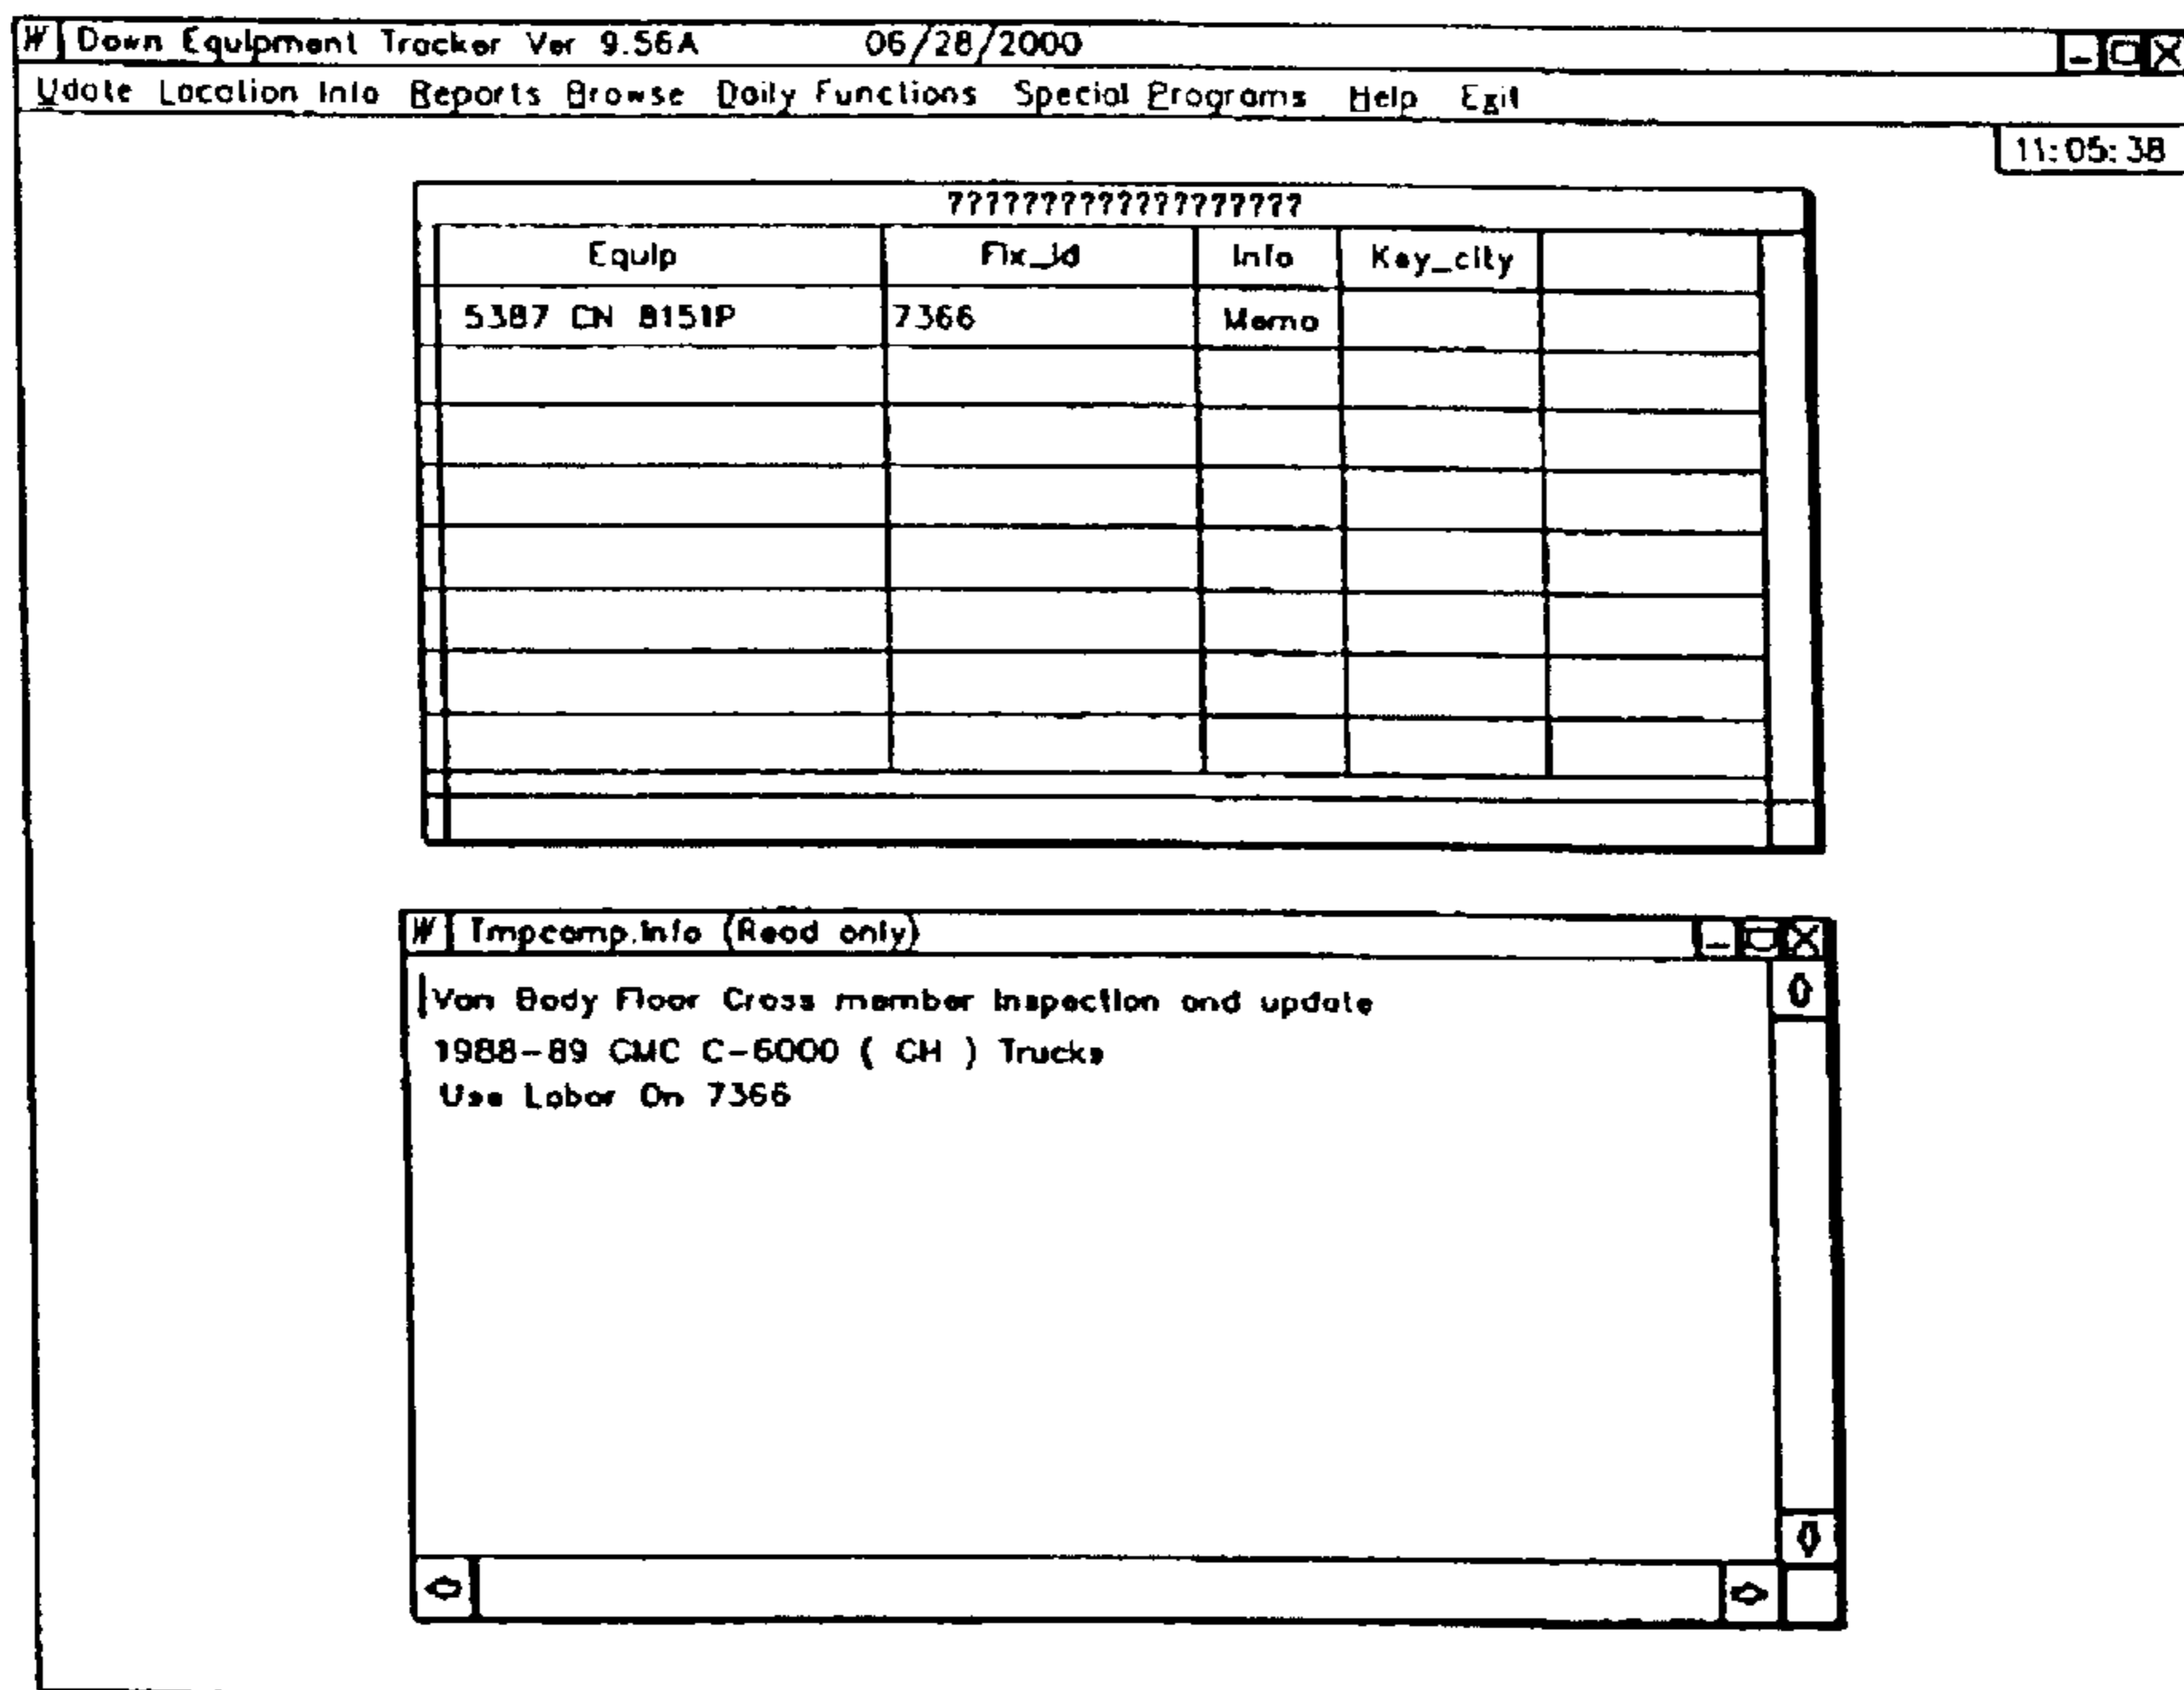 W Down Equipment Tracker Ver 9.56A 06/28/2000
Udate Location Info Reports Browse Daily Functions Special Programs Help Exit
11:05:38
???????????????????
Equip Fix_id Info Key_city
5387 CN 8151P 7366 Memo
W Tmpcomp.info (Read only)
Van Body Floor Cross member Inspection and update
1988-89 GMC C-6000 ( CH ) Trucks
Use Labor On 7366